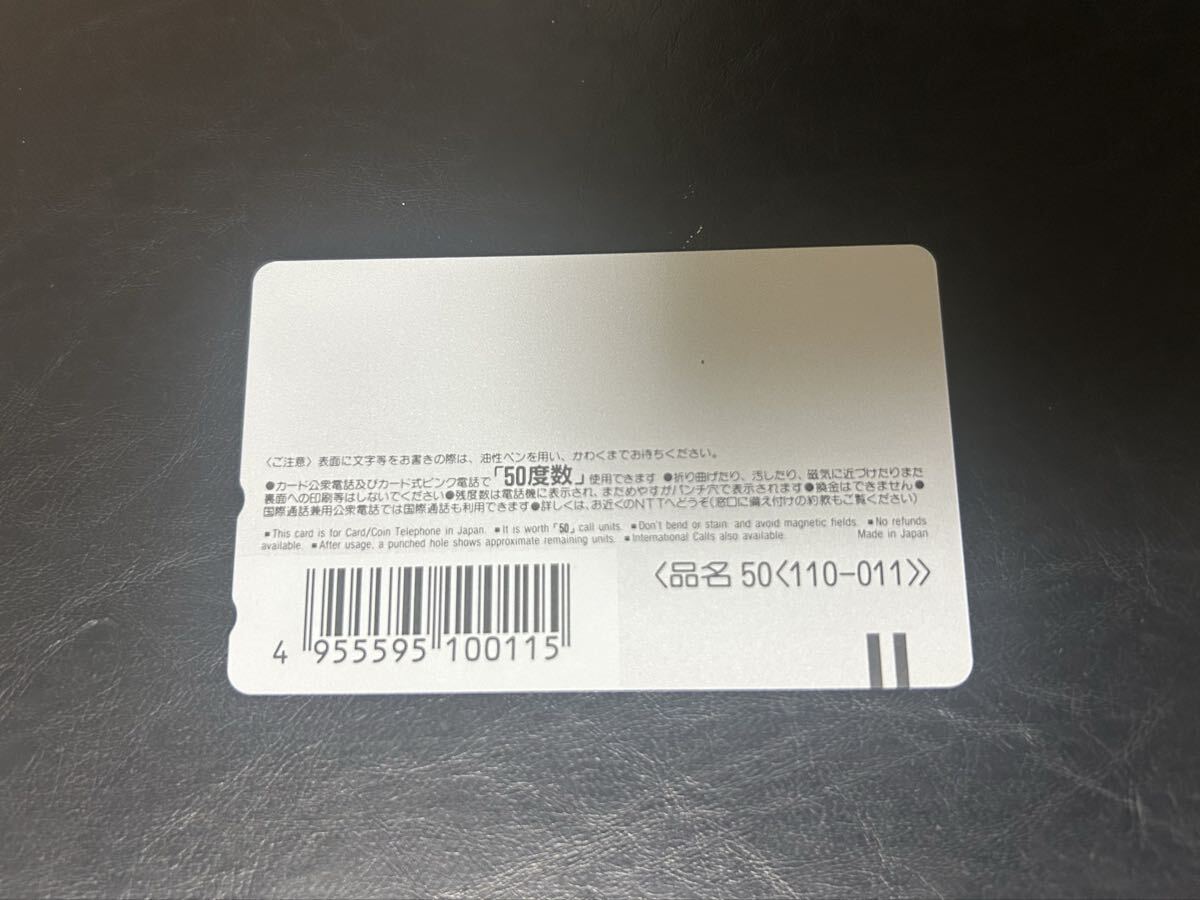 〈ご注意〉表面に文字等をお書きの際は、油性ペンを用い、かわくまでお待ちください。
●カード公衆電話及びカード式ピンク電話で「50度数」使用できます ●折り曲げたり、汚したり、磁気に近づけたりまた
裏面への印刷等はしないでください●残度数は電話機に表示され、まためやすがパンチ穴で表示されます●換金はできません●
国際通話兼用公衆電話では国際通話も利用できます●詳しくは、お近くのNTTへどうぞ(窓口に備え付けの約款もご覧ください)
■This card is for Card/Coin Telephone in Japan. ■It is worth「50」call units. ■Don't bend or stain and avoid magnetic fields. ■No refunds
available. ■After usage, a punched hole shows approximate remaining units. ■International Calls also available. Made in Japan
〈品名 50〈110-011〉〉
4 955595 100115